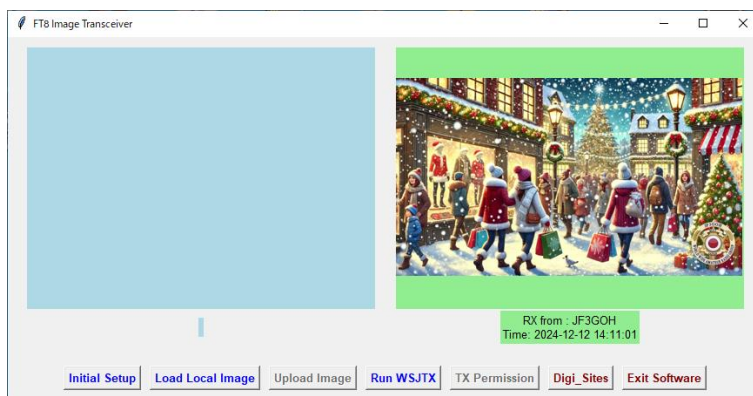 FT8 Image Transceiver
RX from : JF3GOH
Time: 2024-12-12 14:11:01
Initial Setup
Load Local Image
Upload Image
Run WSJTX
TX Permission
Digi_Sites
Exit Software